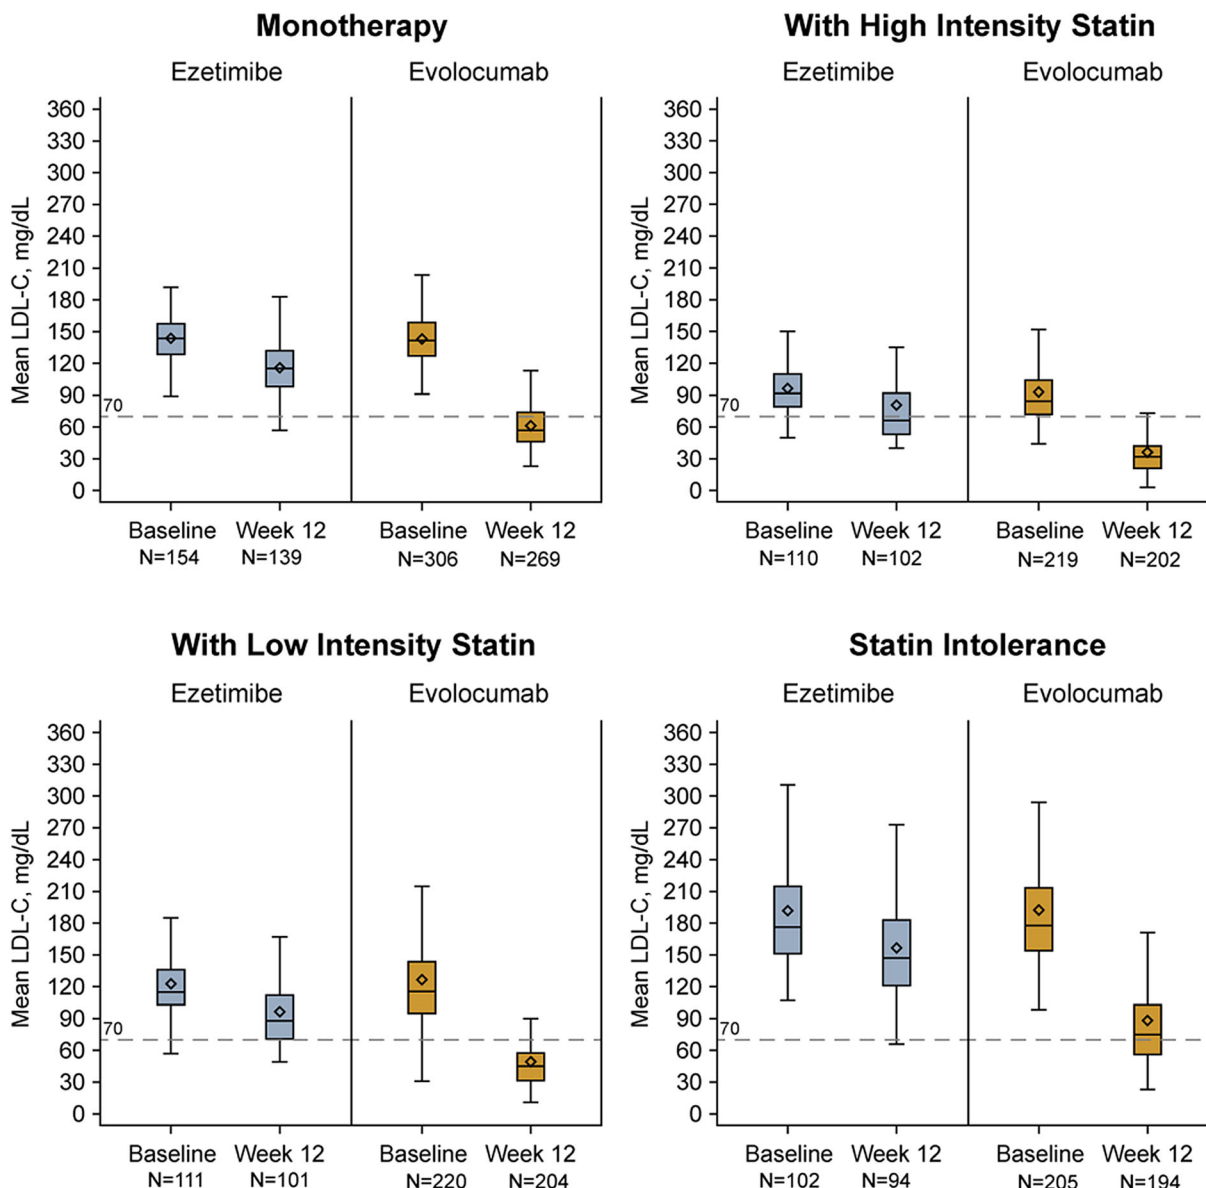 Monotherapy
Ezetimibe Evolocumab
Mean LDL-C, mg/dL
360
330
300
270
240
210
180
150
120
90
70
60
30
0
Baseline Week 12 Baseline Week 12
N=154 N=139 N=306 N=269
With High Intensity Statin
Ezetimibe Evolocumab
Mean LDL-C, mg/dL
360
330
300
270
240
210
180
150
120
90
70
60
30
0
Baseline Week 12 Baseline Week 12
N=110 N=102 N=219 N=202
With Low Intensity Statin
Ezetimibe Evolocumab
Mean LDL-C, mg/dL
360
330
300
270
240
210
180
150
120
90
70
60
30
0
Baseline Week 12 Baseline Week 12
N=111 N=101 N=220 N=204
Statin Intolerance
Ezetimibe Evolocumab
Mean LDL-C, mg/dL
360
330
300
270
240
210
180
150
120
90
70
60
30
0
Baseline Week 12 Baseline Week 12
N=102 N=94 N=205 N=194